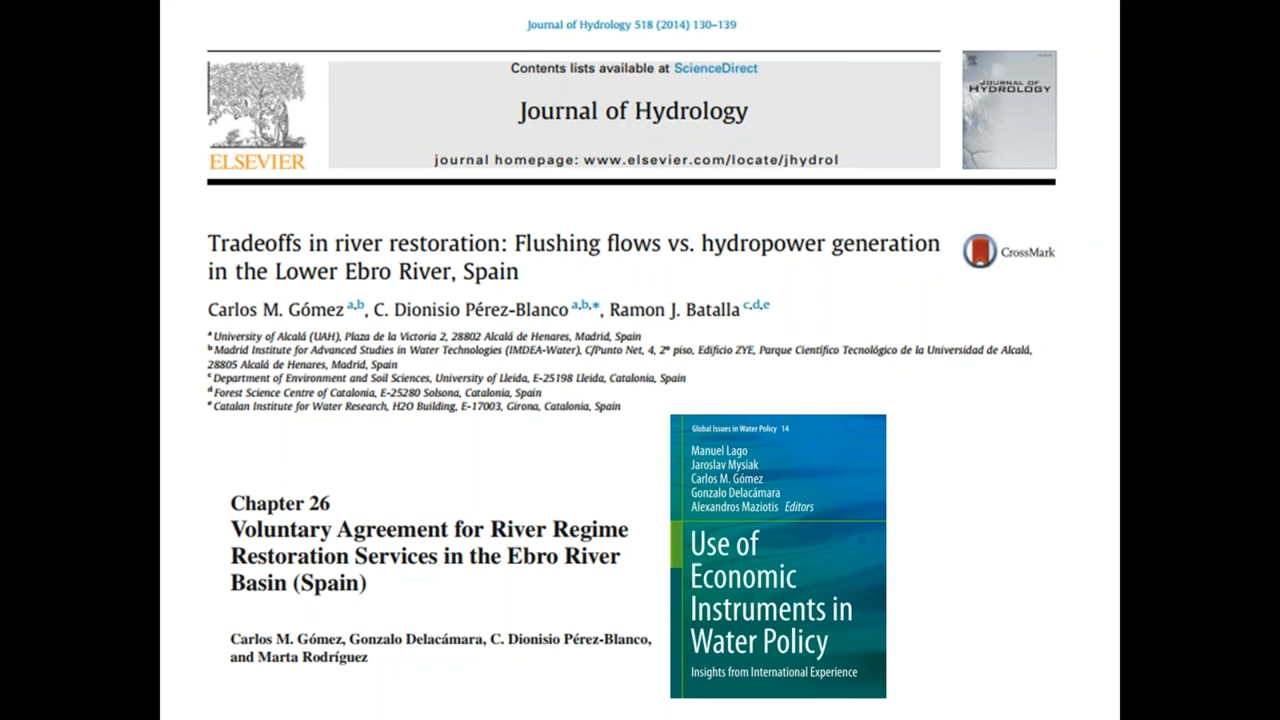 Journal of Hydrology 518 (2014) 130–139
Contents lists available at ScienceDirect
Journal of Hydrology
journal homepage: www.elsevier.com/locate/jhydrol
ELSEVIER
JOURNAL OF
HYDROLOGY
Tradeoffs in river restoration: Flushing flows vs. hydropower generation
in the Lower Ebro River, Spain
CrossMark
Carlos M. Gómez a,b, C. Dionisio Pérez-Blanco a,b,*, Ramon J. Batalla c,d,e
a University of Alcalá (UAH), Plaza de la Victoria 2, 28802 Alcalá de Henares, Madrid, Spain
b Madrid Institute for Advanced Studies in Water Technologies (IMDEA-Water), C/Punto Net, 4, 2º piso, Edificio ZYE, Parque Científico Tecnológico de la Universidad de Alcalá,
28805 Alcalá de Henares, Madrid, Spain
c Department of Environment and Soil Sciences, University of Lleida, E-25198 Lleida, Catalonia, Spain
d Forest Science Centre of Catalonia, E-25280 Solsona, Catalonia, Spain
e Catalan Institute for Water Research, H2O Building, E-17003, Girona, Catalonia, Spain
Chapter 26
Voluntary Agreement for River Regime
Restoration Services in the Ebro River
Basin (Spain)
Carlos M. Gómez, Gonzalo Delacámara, C. Dionisio Pérez-Blanco,
and Marta Rodríguez
Global Issues in Water Policy 14
Manuel Lago
Jaroslav Mysiak
Carlos M. Gómez
Gonzalo Delacámara
Alexandros Maziotis Editors
Use of
Economic
Instruments in
Water Policy
Insights from International Experience